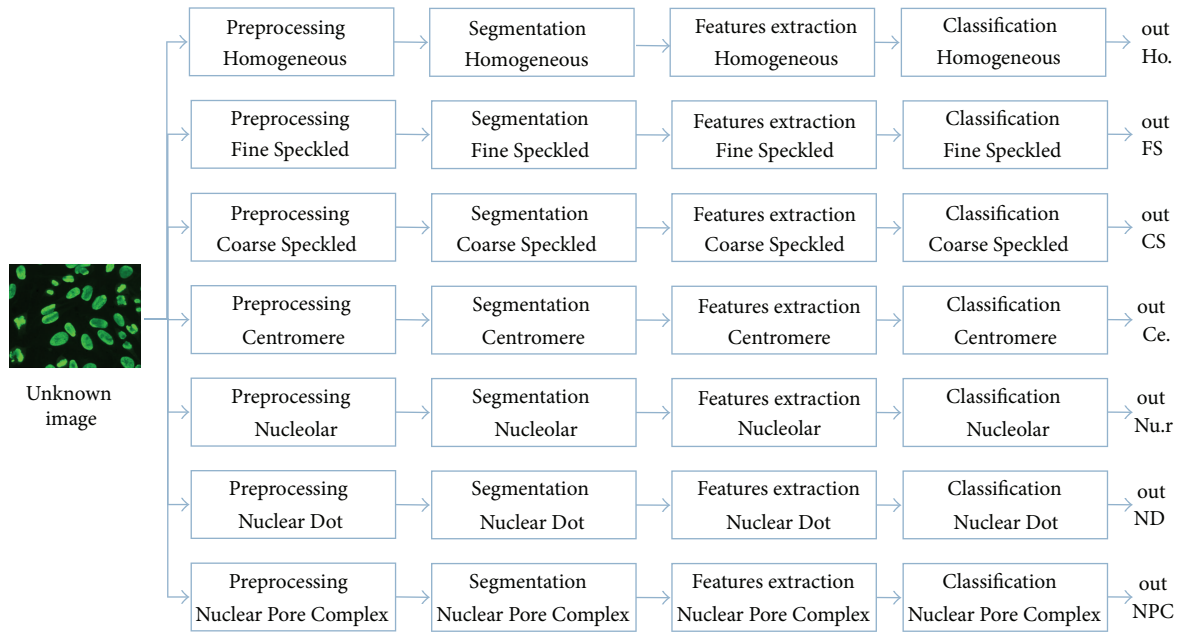 Preprocessing
Homogeneous
Segmentation
Homogeneous
Features extraction
Homogeneous
Classification
Homogeneous
out
Ho.
Preprocessing
Fine Speckled
Segmentation
Fine Speckled
Features extraction
Fine Speckled
Classification
Fine Speckled
out
FS
Preprocessing
Coarse Speckled
Segmentation
Coarse Speckled
Features extraction
Coarse Speckled
Classification
Coarse Speckled
out
CS
Unknown
image
Preprocessing
Centromere
Segmentation
Centromere
Features extraction
Centromere
Classification
Centromere
out
Ce.
Preprocessing
Nucleolar
Segmentation
Nucleolar
Features extraction
Nucleolar
Classification
Nucleolar
out
Nu.r
Preprocessing
Nuclear Dot
Segmentation
Nuclear Dot
Features extraction
Nuclear Dot
Classification
Nuclear Dot
out
ND
Preprocessing
Nuclear Pore Complex
Segmentation
Nuclear Pore Complex
Features extraction
Nuclear Pore Complex
Classification
Nuclear Pore Complex
out
NPC